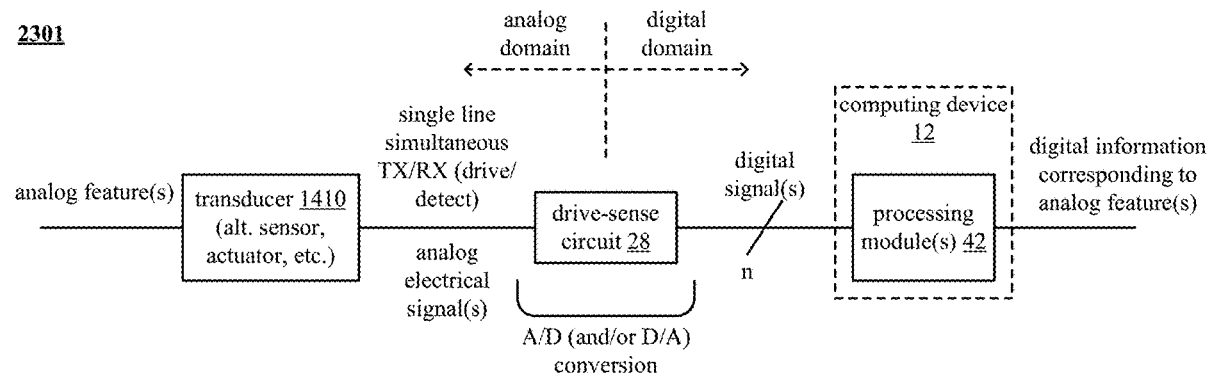 2301
analog
domain
digital
domain
analog feature(s)
transducer 1410
(alt. sensor,
actuator, etc.)
single line
simultaneous
TX/RX (drive/
detect)
analog
electrical
signal(s)
drive-sense
circuit 28
A/D (and/or D/A)
conversion
digital
signal(s)
n
computing device
12
processing
module(s) 42
digital information
corresponding to
analog feature(s)